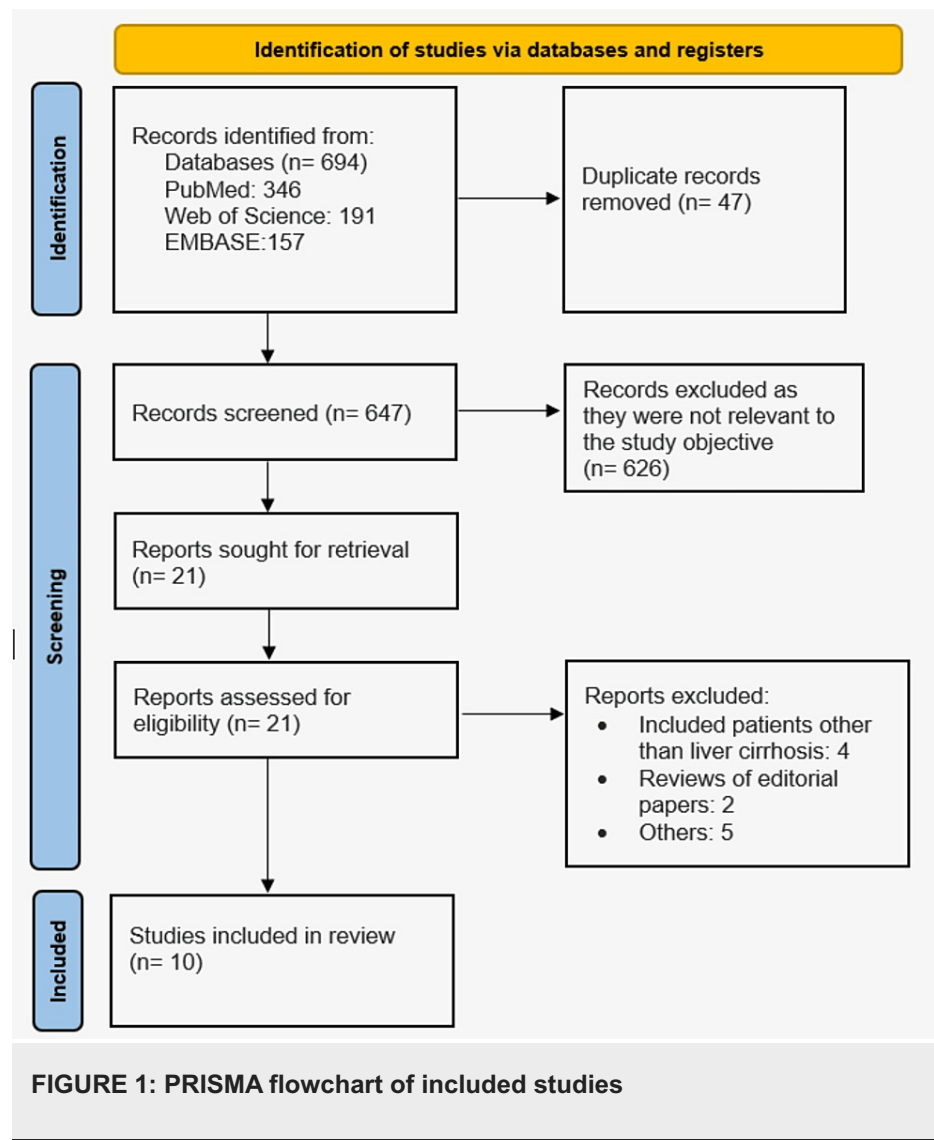 Identification of studies via databases and registers
Identification
Records identified from:
Databases (n= 694)
PubMed: 346
Web of Science: 191
EMBASE:157
Duplicate records
removed (n= 47)
Screening
Records screened (n= 647)
Records excluded as
they were not relevant to
the study objective
(n= 626)
Reports sought for retrieval
(n= 21)
Reports assessed for
eligibility (n= 21)
Reports excluded:
• Included patients other
than liver cirrhosis: 4
• Reviews of editorial
papers: 2
• Others: 5
Included
Studies included in review
(n= 10)
FIGURE 1: PRISMA flowchart of included studies